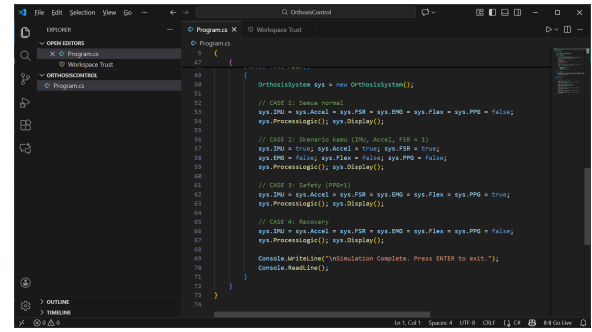 File Edit Selection View Go ··· OrthosisControl
EXPLORER ···
OPEN EDITORS
Program.cs
Workspace Trust
ORTHOSISCONTROL
Program.cs
OUTLINE
TIMELINE
Program.cs Workspace Trust
Program.cs
5 {
47 {
49 {
50 OrthosisSystem sys = new OrthosisSystem();
51
52 // CASE 1: Semua normal
53 sys.IMU = sys.Accel = sys.FSR = sys.EMG = sys.Flex = sys.PPG = false;
54 sys.ProcessLogic(); sys.Display();
55
56 // CASE 2: Skenario kamu (IMU, Accel, FSR = 1)
57 sys.IMU = true; sys.Accel = true; sys.FSR = true;
58 sys.EMG = false; sys.Flex = false; sys.PPG = false;
59 sys.ProcessLogic(); sys.Display();
60
61 // CASE 3: Safety (PPG=1)
62 sys.IMU = sys.Accel = sys.FSR = sys.EMG = sys.Flex = sys.PPG = true;
63 sys.ProcessLogic(); sys.Display();
64
65 // CASE 4: Recovery
66 sys.IMU = sys.Accel = sys.FSR = sys.EMG = sys.Flex = sys.PPG = false;
67 sys.ProcessLogic(); sys.Display();
68
69 Console.WriteLine("\nSimulation Complete. Press ENTER to exit.");
70 Console.ReadLine();
71 }
72 }
73 }
74
0 0 Ln 1, Col 1 Spaces: 4 UTF-8 CRLF C# Go Live